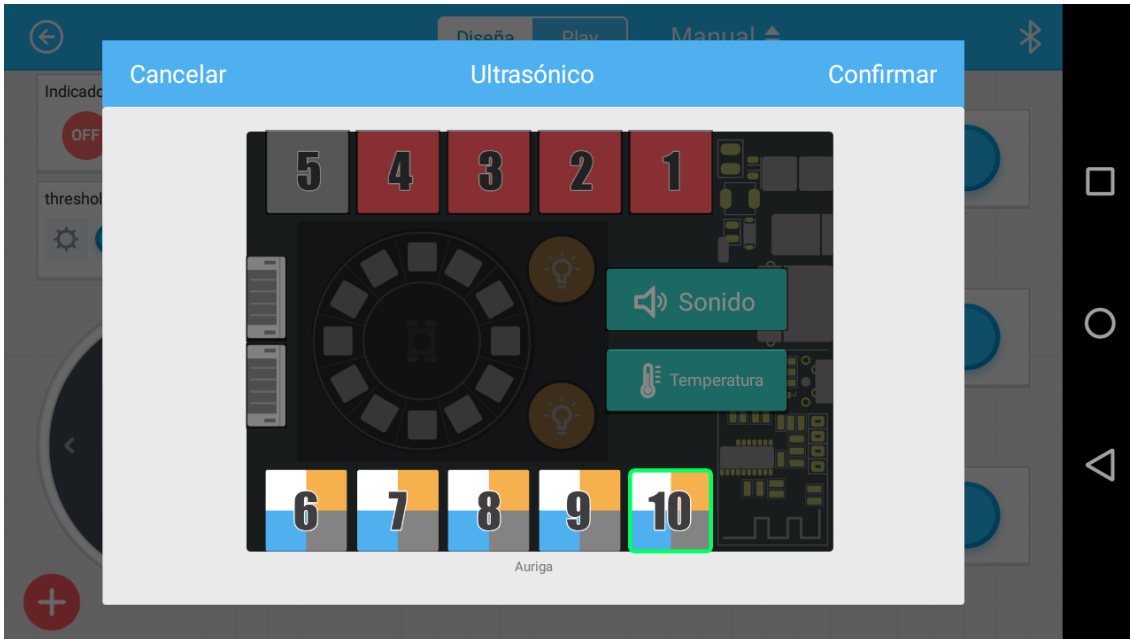 Diseña Play Manual
Cancelar Ultrasónico Confirmar
Indicado
OFF
threshol
5 4 3 2 1
Sonido
Temperatura
6 7 8 9 10
Auriga